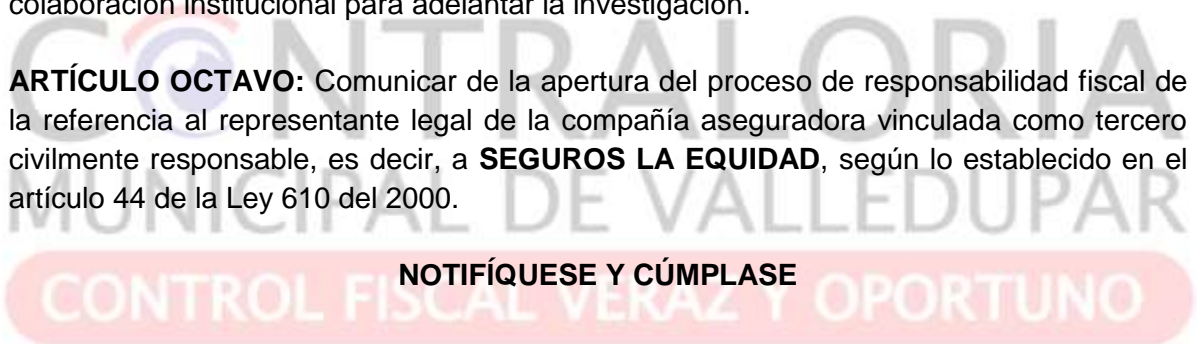 colaboración institucional para adelantar la investigación.
CONTRALORIA
ARTÍCULO OCTAVO: Comunicar de la apertura del proceso de responsabilidad fiscal de
la referencia al representante legal de la compañía aseguradora vinculada como tercero
civilmente responsable, es decir, a SEGUROS LA EQUIDAD, según lo establecido en el
artículo 44 de la Ley 610 del 2000.
MUNICIPAL DE VALLEDUPAR
NOTIFÍQUESE Y CÚMPLASE
CONTROL FISCAL VERAZ Y OPORTUNO